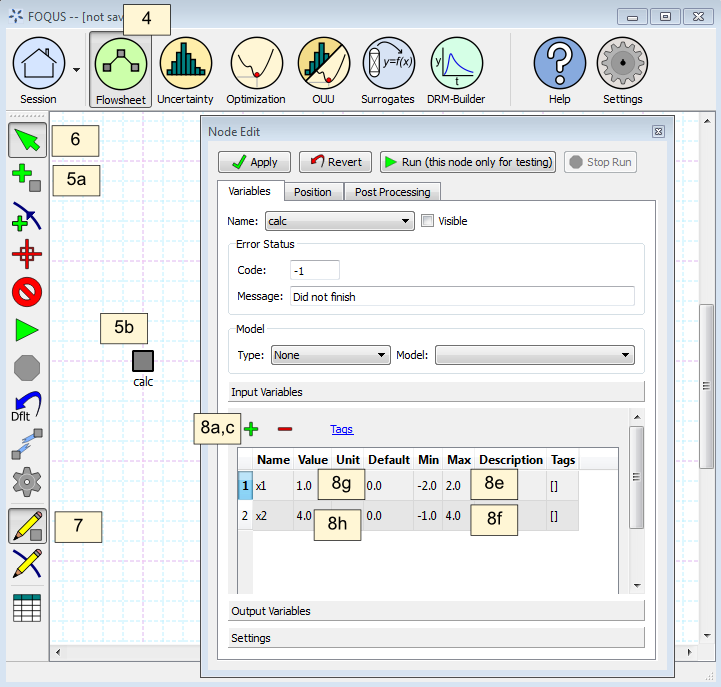 FOQUS -- [not sav
4
Session
Flowsheet
Uncertainty
Optimization
OUU
y=f(x)
Surrogates
y
t
DRM-Builder
?
Help
Settings
6
5a
Dflt
7
5b
calc
Node Edit
Apply
Revert
Run (this node only for testing)
Stop Run
Variables
Position
Post Processing
Name: calc
Visible
Error Status
Code: -1
Message: Did not finish
Model
Type: None Model:
Input Variables
8a,c
Tags
Name Value Unit Default Min Max Description Tags
1 x1 1.0 8g 0.0 -2.0 2.0 8e []
2 x2 4.0 8h 0.0 -1.0 4.0 8f []
Output Variables
Settings